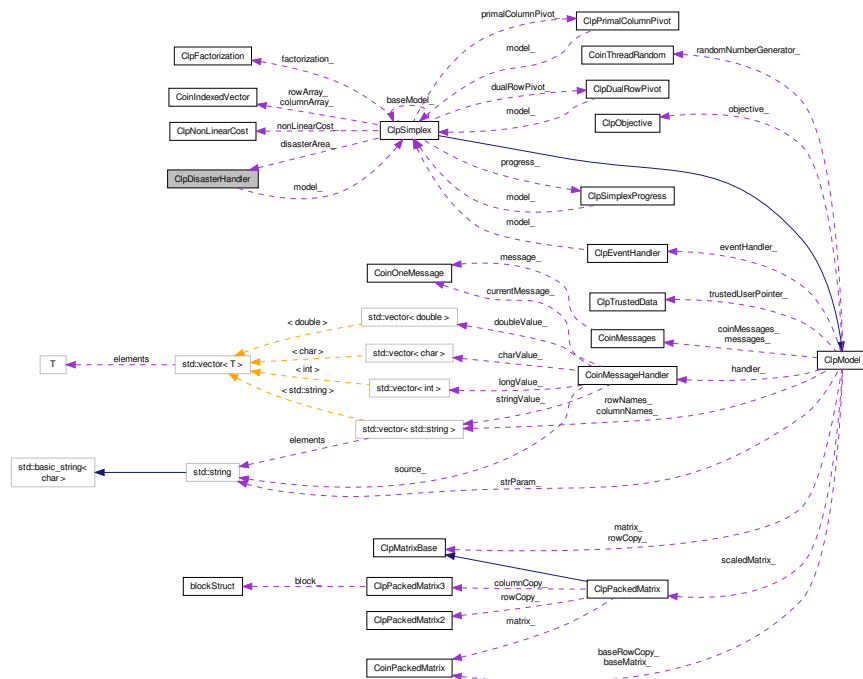 primalColumnPivot
ClpPrimalColumnPivot
model_
CoinThreadRandom
randomNumberGenerator_
ClpFactorization
factorization_
rowArray_
columnArray_
CoinIndexedVector
baseModel_
dualRowPivot_
ClpDualRowPivot
model_
objective_
ClpObjective
nonLinearCost_
ClpNonLinearCost
ClpSimplex
disasterArea_
ClpDisasterHandler
model_
progress_
ClpSimplexProgress
model_
model_
ClpEventHandler
eventHandler_
message_
CoinOneMessage
currentMessage_
ClpTrustedData
trustedUserPointer_
std::vector< double >
< double >
doubleValue_
CoinMessages
coinMessages_
messages_
ClpModel
T
elements
std::vector< T >
< char >
std::vector< char >
charValue_
CoinMessageHandler
handler_
< int >
std::vector< int >
longValue_
< std::string >
stringValue_
rowNames_
columnNames_
std::vector< std::string >
elements
std::basic_string<
char >
std::string
source_
strParam_
ClpMatrixBase
matrix_
rowCopy_
scaledMatrix_
blockStruct
block_
ClpPackedMatrix3
columnCopy_
ClpPackedMatrix
rowCopy_
ClpPackedMatrix2
matrix_
CoinPackedMatrix
baseRowCopy_
baseMatrix_